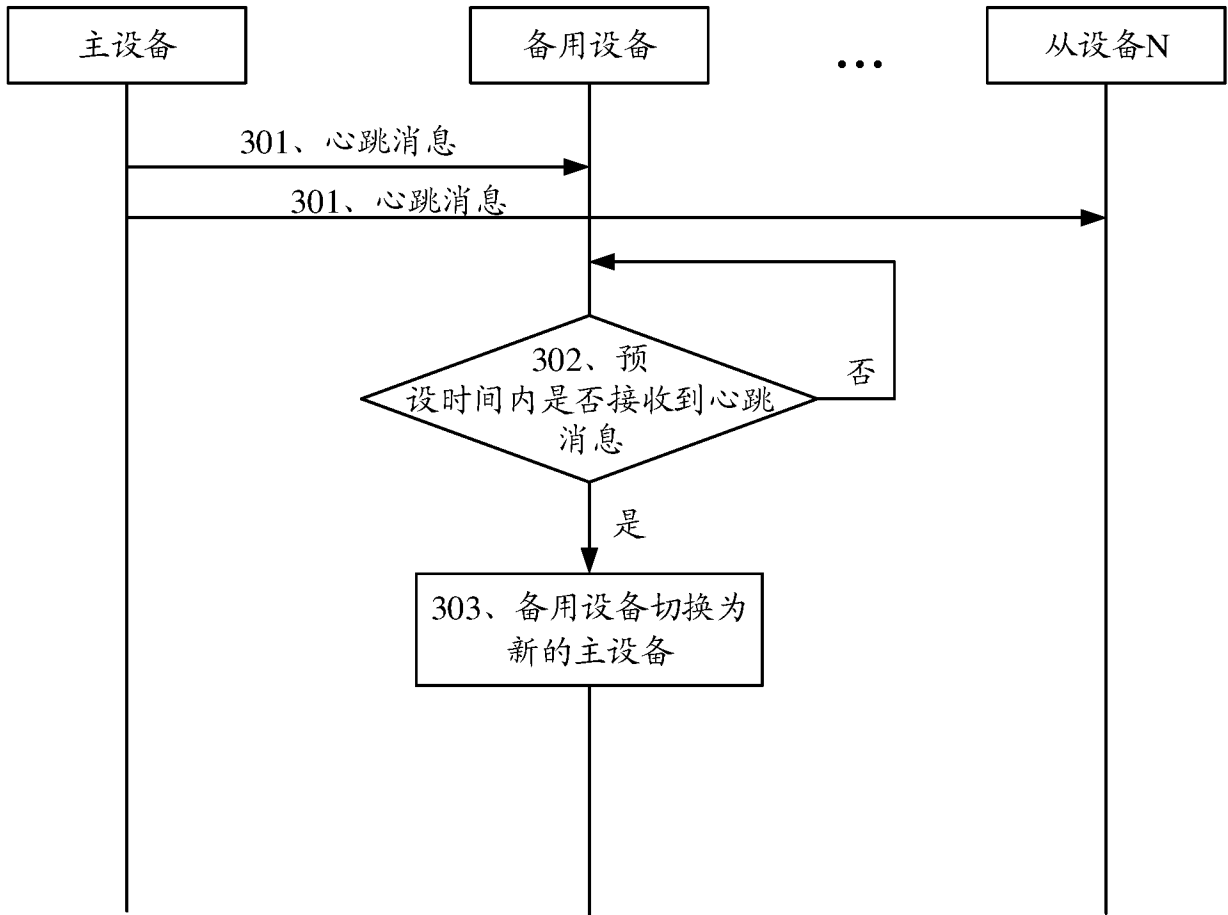 主设备
备用设备
...
从设备N
301、心跳消息
301、心跳消息
302、预
设时间内是否接收到心跳
消息
否
是
303、备用设备切换为
新的主设备